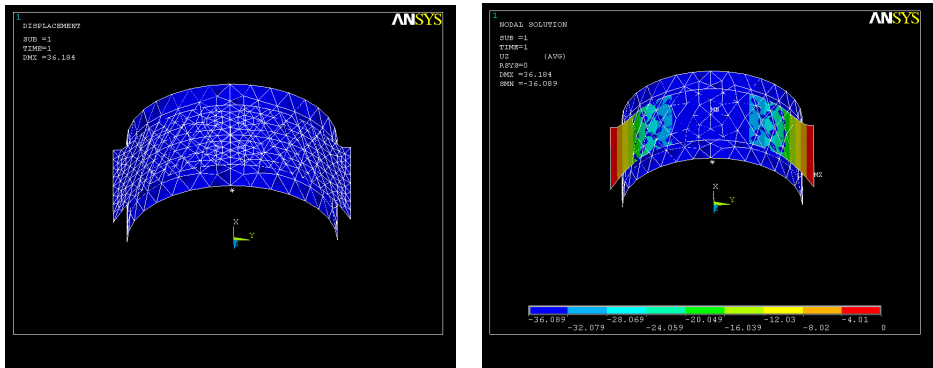 1
ANSYS
DISPLACEMENT
SUB =1
TIME=1
DMX =36.184
X
Y
1
ANSYS
NODAL SOLUTION
SUB =1
TIME=1
UZ (AVG)
RSYS=0
DMX =36.184
SMN =-36.089
MN
MX
X
Y
-36.089 -28.069 -20.049 -12.03 -4.01
-32.079 -24.059 -16.039 -8.02 0